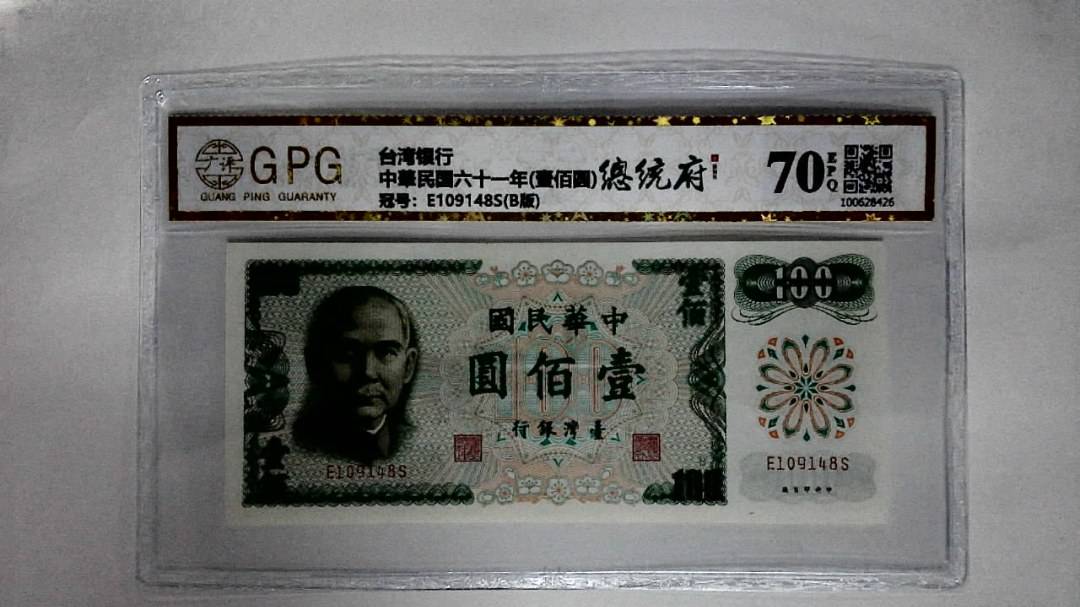 GPG
GUANG PING GUARANTY
台湾银行
中華民国六十一年(壹佰圆)
冠号：E109148S(B版)
總统府
70
EPQ
100628426
100
壹佰
國民華中
圓佰壹
行銀灣臺
E109148S
E109148S